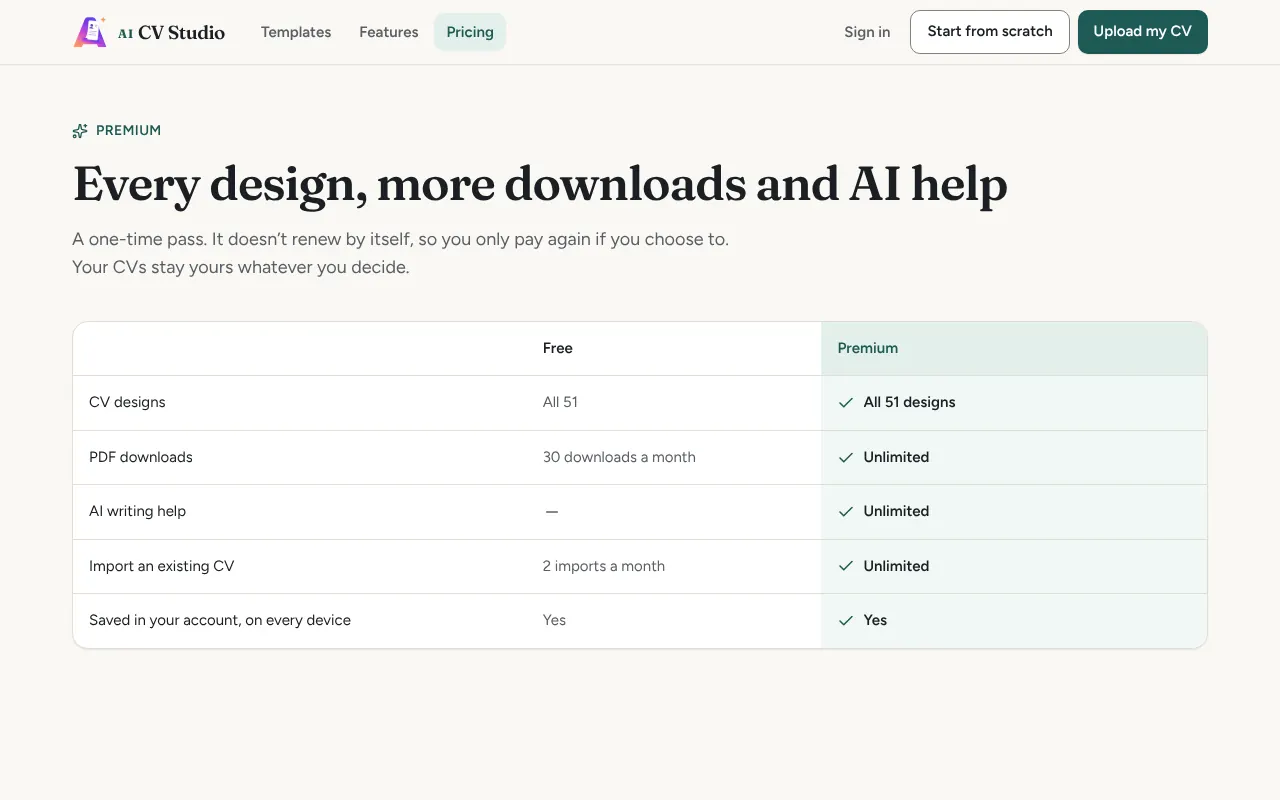 AI CV Studio
Templates
Features
Pricing
Sign in
Start from scratch
Upload my CV
PREMIUM
Every design, more downloads and AI help
A one-time pass. It doesn’t renew by itself, so you only pay again if you choose to.
Your CVs stay yours whatever you decide.
Free Premium
CV designs All 51 All 51 designs
PDF downloads 30 downloads a month Unlimited
AI writing help — Unlimited
Import an existing CV 2 imports a month Unlimited
Saved in your account, on every device Yes Yes